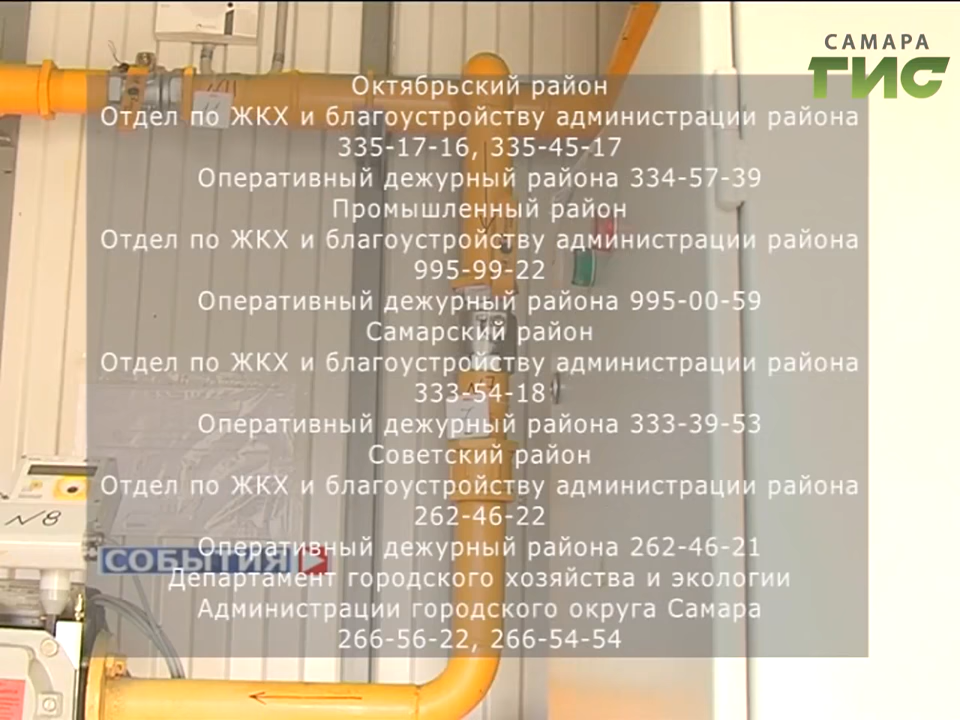 САМАРА
ГИС
Октябрьский район
Отдел по ЖКХ и благоустройству администрации района
335-17-16, 335-45-17
Оперативный дежурный района 334-57-39
Промышленный район
Отдел по ЖКХ и благоустройству администрации района
995-99-22
Оперативный дежурный района 995-00-59
Самарский район
Отдел по ЖКХ и благоустройству администрации района
333-54-18
Оперативный дежурный района 333-39-53
Советский район
Отдел по ЖКХ и благоустройству администрации района
262-46-22
№8
Оперативный дежурный района 262-46-21
СОБЫТИЯ
Департамент городского хозяйства и экологии
Администрации городского округа Самара
266-56-22, 266-54-54